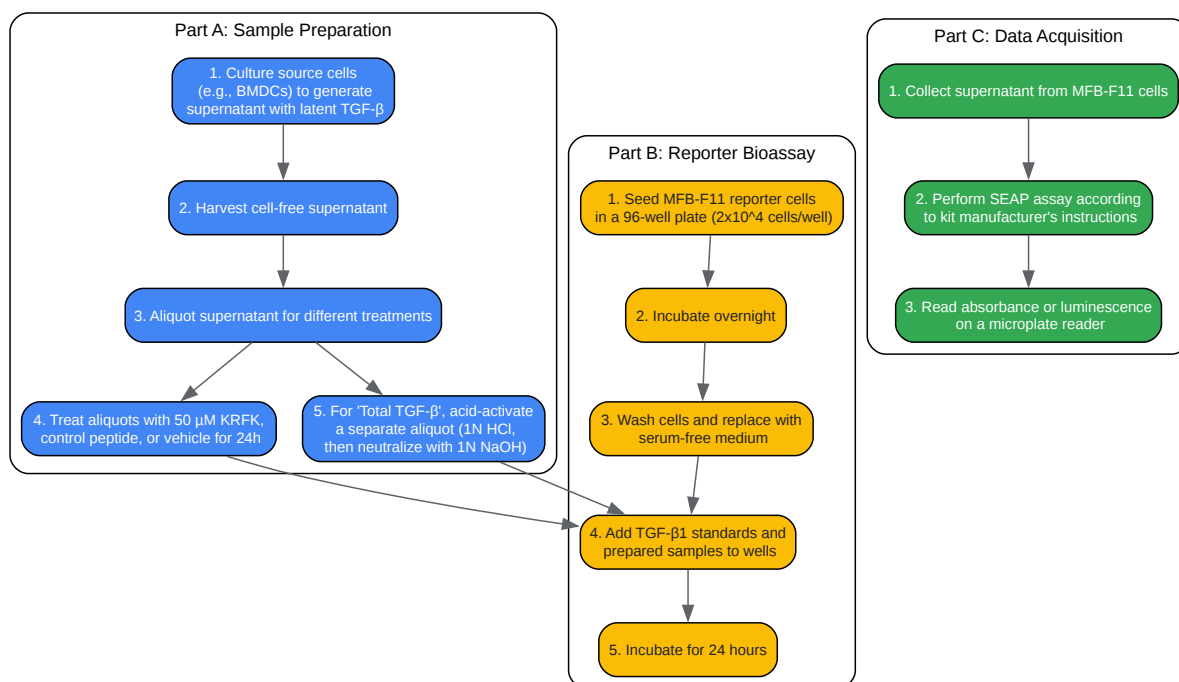 Part A: Sample Preparation
1. Culture source cells
(e.g., BMDCs) to generate
supernatant with latent TGF-β
2. Harvest cell-free supernatant
3. Aliquot supernatant for different treatments
4. Treat aliquots with 50 µM KRFK,
control peptide, or vehicle for 24h
5. For 'Total TGF-β', acid-activate
a separate aliquot (1N HCl,
then neutralize with 1N NaOH)
Part B: Reporter Bioassay
1. Seed MFB-F11 reporter cells
in a 96-well plate (2x10^4 cells/well)
2. Incubate overnight
3. Wash cells and replace with
serum-free medium
4. Add TGF-β1 standards and
prepared samples to wells
5. Incubate for 24 hours
Part C: Data Acquisition
1. Collect supernatant from MFB-F11 cells
2. Perform SEAP assay according
to kit manufacturer's instructions
3. Read absorbance or luminescence
on a microplate reader